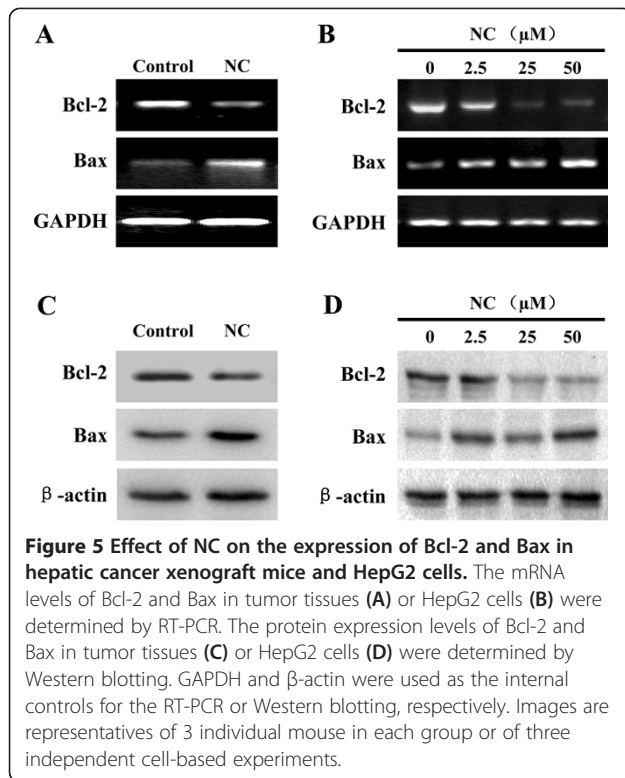 A
Control NC
Bcl-2
Bax
GAPDH
B
NC （μM）
0 2.5 25 50
Bcl-2
Bax
GAPDH
C
Control NC
Bcl-2
Bax
β-actin
D
NC （μM）
0 2.5 25 50
Bcl-2
Bax
β-actin
Figure 5 Effect of NC on the expression of Bcl-2 and Bax in
hepatic cancer xenograft mice and HepG2 cells. The mRNA
levels of Bcl-2 and Bax in tumor tissues (A) or HepG2 cells (B) were
determined by RT-PCR. The protein expression levels of Bcl-2 and
Bax in tumor tissues (C) or HepG2 cells (D) were determined by
Western blotting. GAPDH and β-actin were used as the internal
controls for the RT-PCR or Western blotting, respectively. Images are
representatives of 3 individual mouse in each group or of three
independent cell-based experiments.